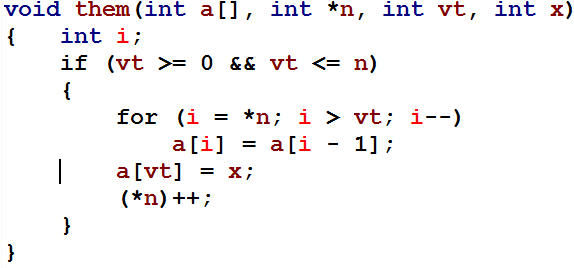 void them(int a[], int *n, int vt, int x)
{   int i;
    if (vt >= 0 && vt <= n)
    {
        for (i = *n; i > vt; i--)
            a[i] = a[i - 1];
        a[vt] = x;
        (*n)++;
    }
}